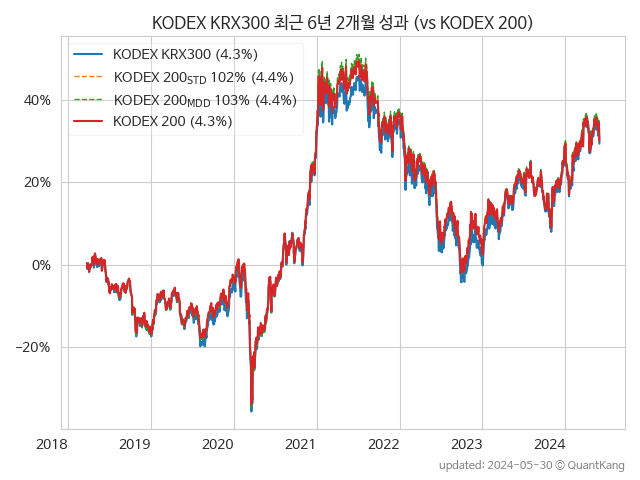 KODEX KRX300 최근 6년 2개월 성과 (vs KODEX 200)
KODEX KRX300 (4.3%)
KODEX 200STD 102% (4.4%)
KODEX 200MDD 103% (4.4%)
KODEX 200 (4.3%)
40%
20%
0%
−20%
2018 2019 2020 2021 2022 2023 2024
updated: 2024-05-30 © QuantKang